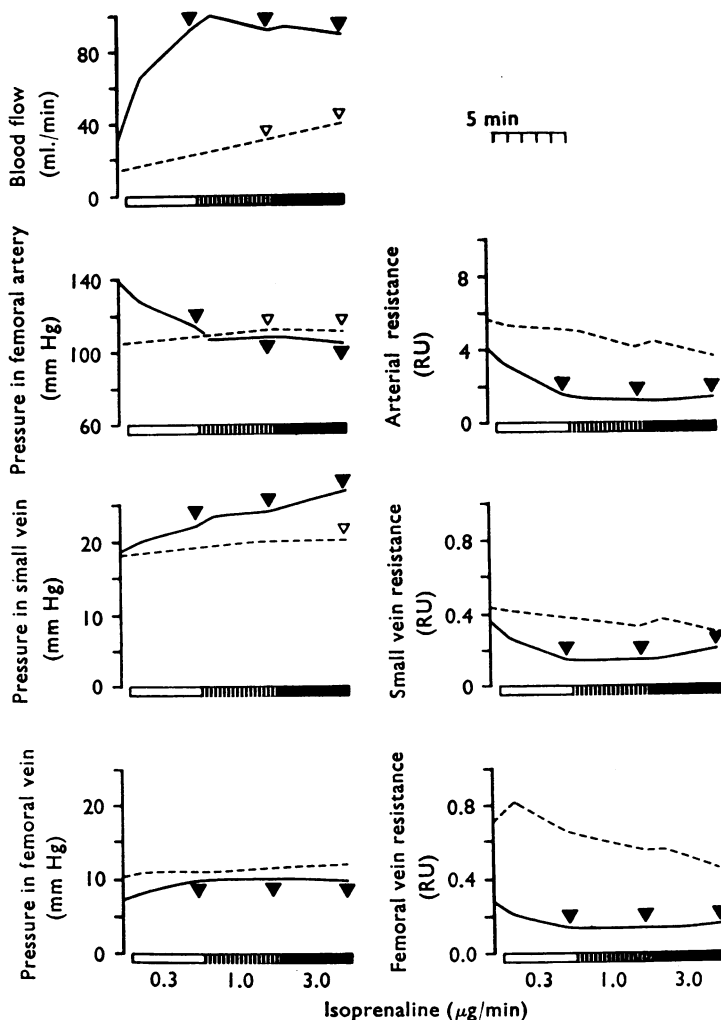 Blood flow
(ml./min)
80
40
0
5 min
Pressure in femoral artery
(mm Hg)
140
100
60
Arterial resistance
(RU)
8
4
0
Pressure in small vein
(mm Hg)
20
10
0
Small vein resistance
(RU)
0.8
0.4
0
Pressure in femoral vein
(mm Hg)
20
10
0
Femoral vein resistance
(RU)
0.8
0.4
0.0
0.3 1.0 3.0
0.3 1.0 3.0
Isoprenaline (μg/min)